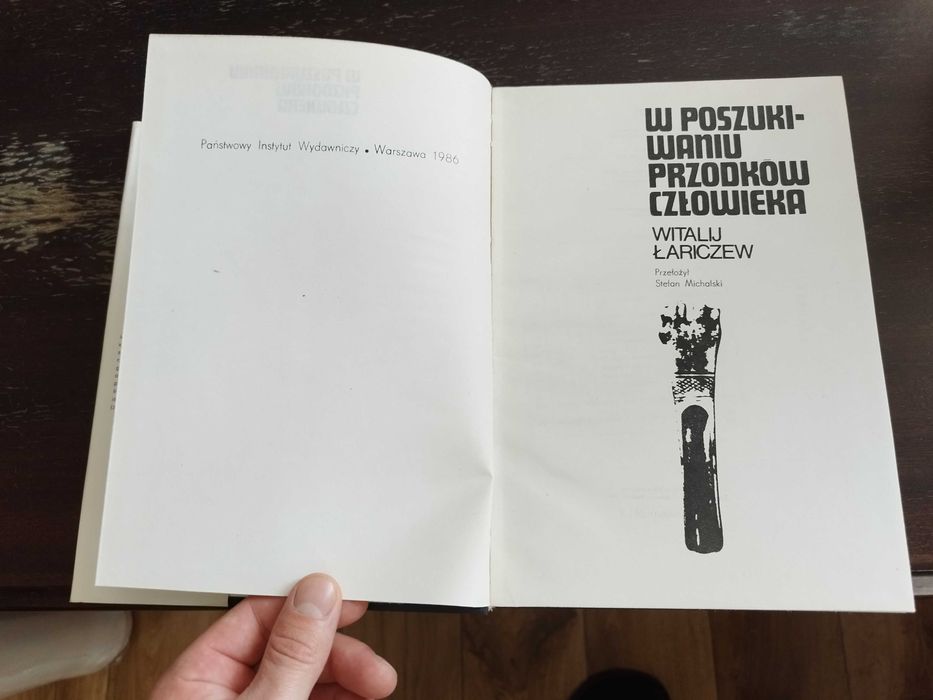 Państwowy Instytut Wydawniczy • Warszawa 1986
W POSZUKI-
WANIU
PRZODKÓW
CZŁOWIEKA
WITALIJ
ŁARICZEW
Przełożył
Stefan Michalski